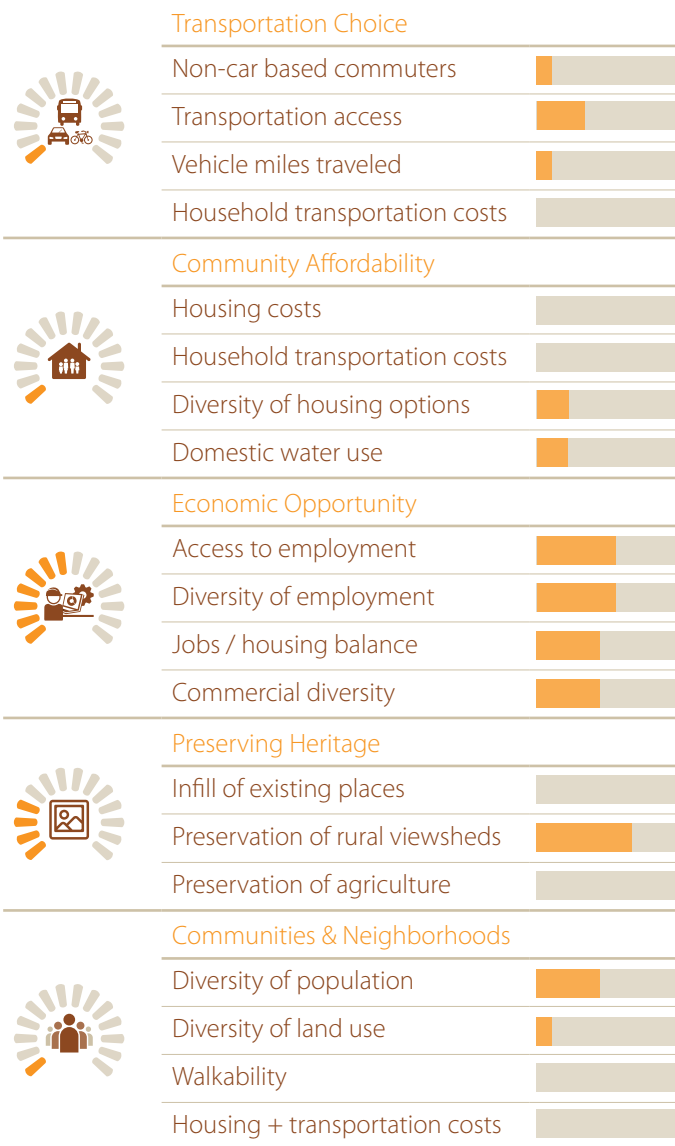 Transportation Choice
Non-car based commuters
Transportation access
Vehicle miles traveled
Household transportation costs
Community Affordability
Housing costs
Household transportation costs
Diversity of housing options
Domestic water use
Economic Opportunity
Access to employment
Diversity of employment
Jobs / housing balance
Commercial diversity
Preserving Heritage
Infill of existing places
Preservation of rural viewsheds
Preservation of agriculture
Communities & Neighborhoods
Diversity of population
Diversity of land use
Walkability
Housing + transportation costs